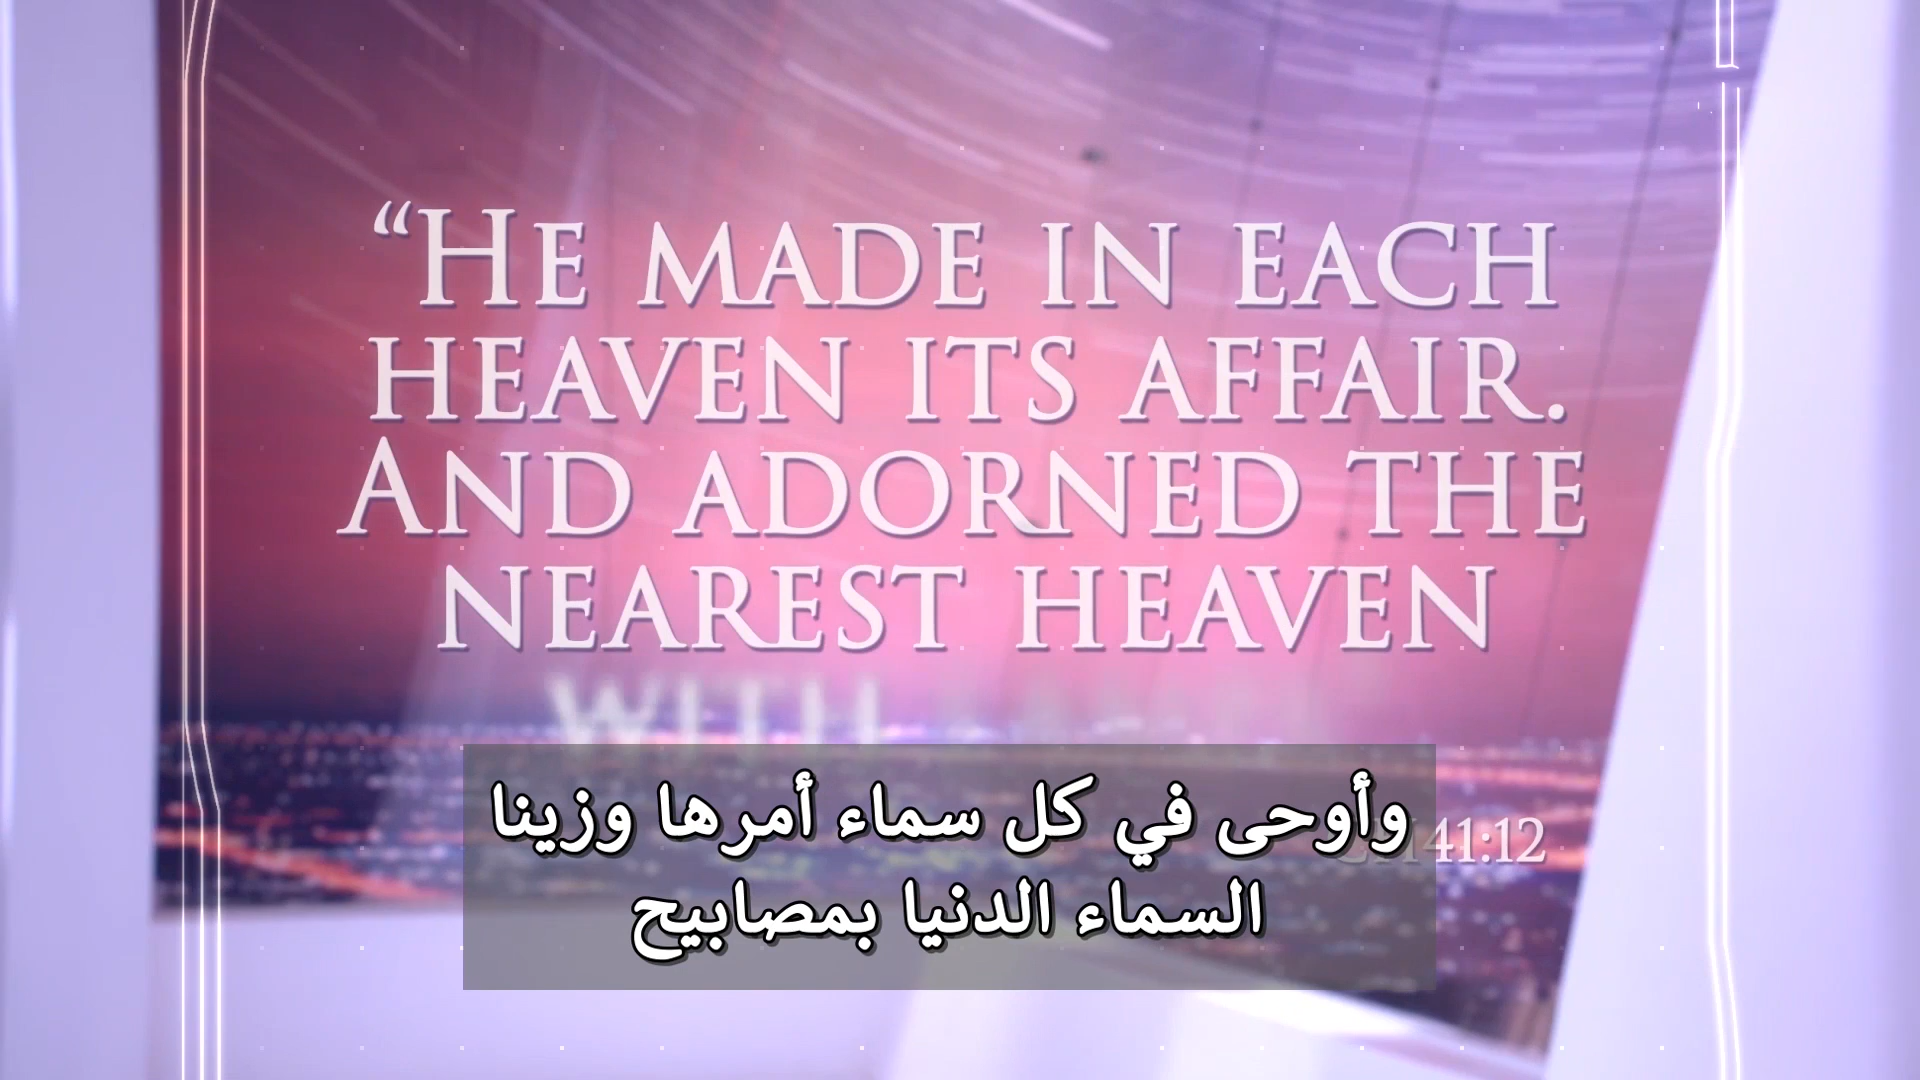 “HE MADE IN EACH
HEAVEN ITS AFFAIR.
AND ADORNED THE
NEAREST HEAVEN
WITH
وأوحى في كل سماء أمرها وزينا
السماء الدنيا بمصابيح
41:12